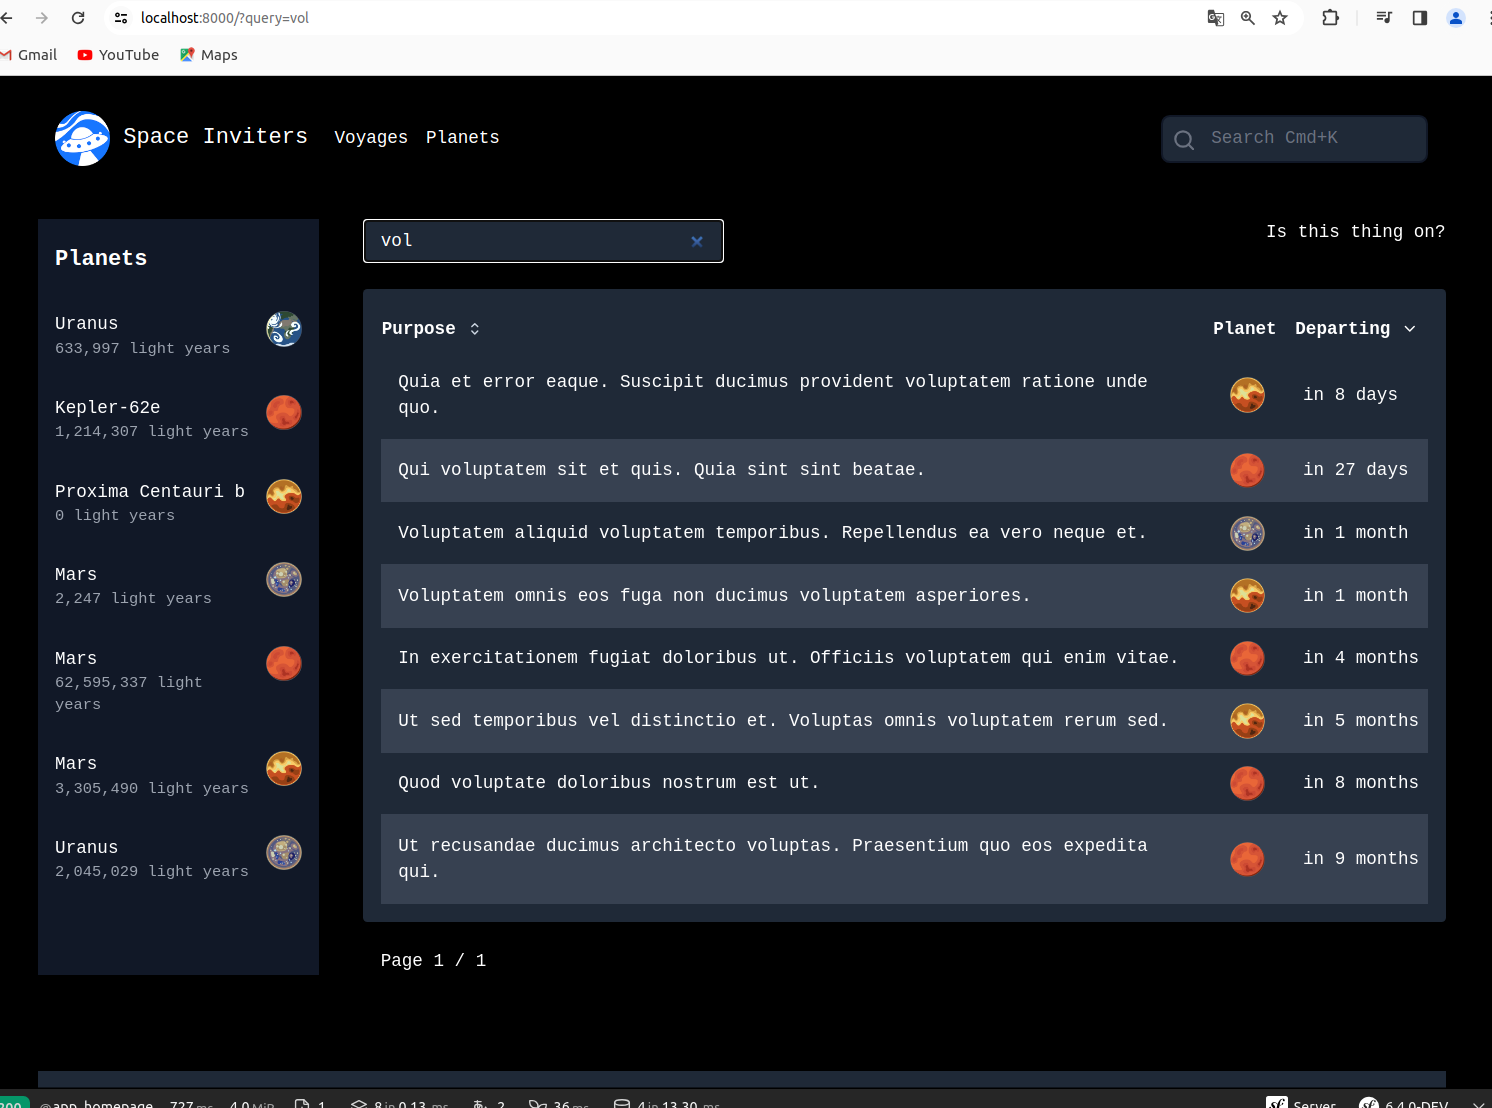 localhost:8000/?query=vol
Gmail YouTube Maps
Space Inviters Voyages Planets Search Cmd+K
Planets
Uranus
633,997 light years
Kepler-62e
1,214,307 light years
Proxima Centauri b
0 light years
Mars
2,247 light years
Mars
62,595,337 light
years
Mars
3,305,490 light years
Uranus
2,045,029 light years
vol
Is this thing on?
Purpose Planet Departing
Quia et error eaque. Suscipit ducimus provident voluptatem ratione unde
quo.
in 8 days
Qui voluptatem sit et quis. Quia sint sint beatae. in 27 days
Voluptatem aliquid voluptatem temporibus. Repellendus ea vero neque et. in 1 month
Voluptatem omnis eos fuga non ducimus voluptatem asperiores. in 1 month
In exercitationem fugiat doloribus ut. Officiis voluptatem qui enim vitae. in 4 months
Ut sed temporibus vel distinctio et. Voluptas omnis voluptatem rerum sed. in 5 months
Quod voluptate doloribus nostrum est ut. in 8 months
Ut recusandae ducimus architecto voluptas. Praesentium quo eos expedita
qui.
in 9 months
Page 1 / 1
200 @app_homepage 727 ms 4.0 MiB 1 8 in 0.13 ms 2 36 ms 4 in 13.30 ms sf Server sf 6.4.0-DEV